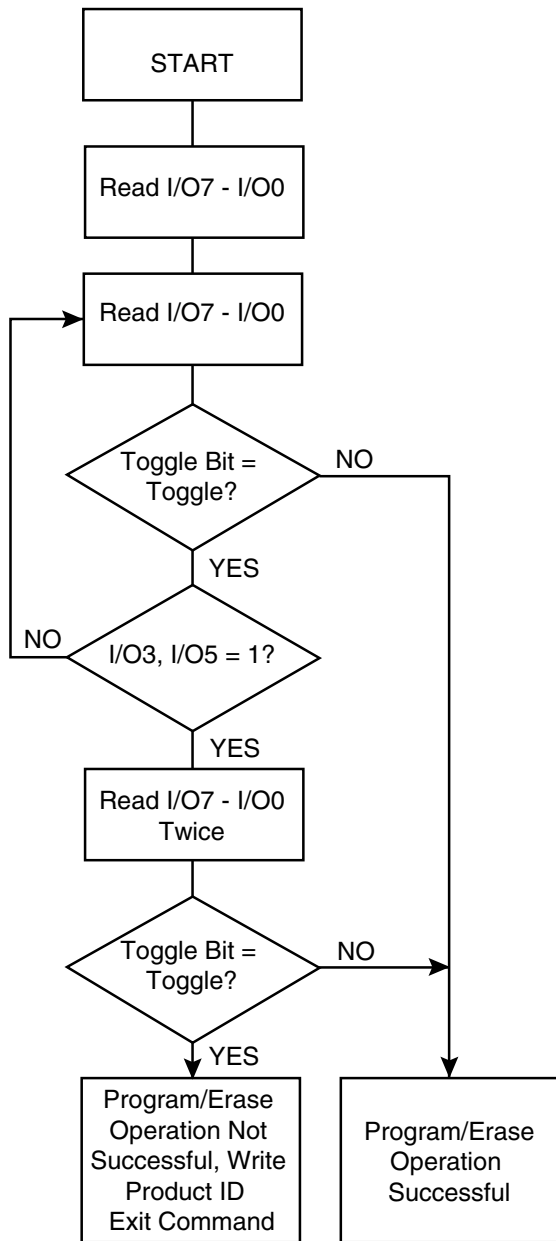 START
Read I/O7 - I/O0
Read I/O7 - I/O0
Toggle Bit =
Toggle?
NO
YES
NO
I/O3, I/O5 = 1?
YES
Read I/O7 - I/O0
Twice
Toggle Bit =
Toggle?
NO
YES
Program/Erase
Operation Not
Successful, Write
Product ID
Exit Command
Program/Erase
Operation
Successful